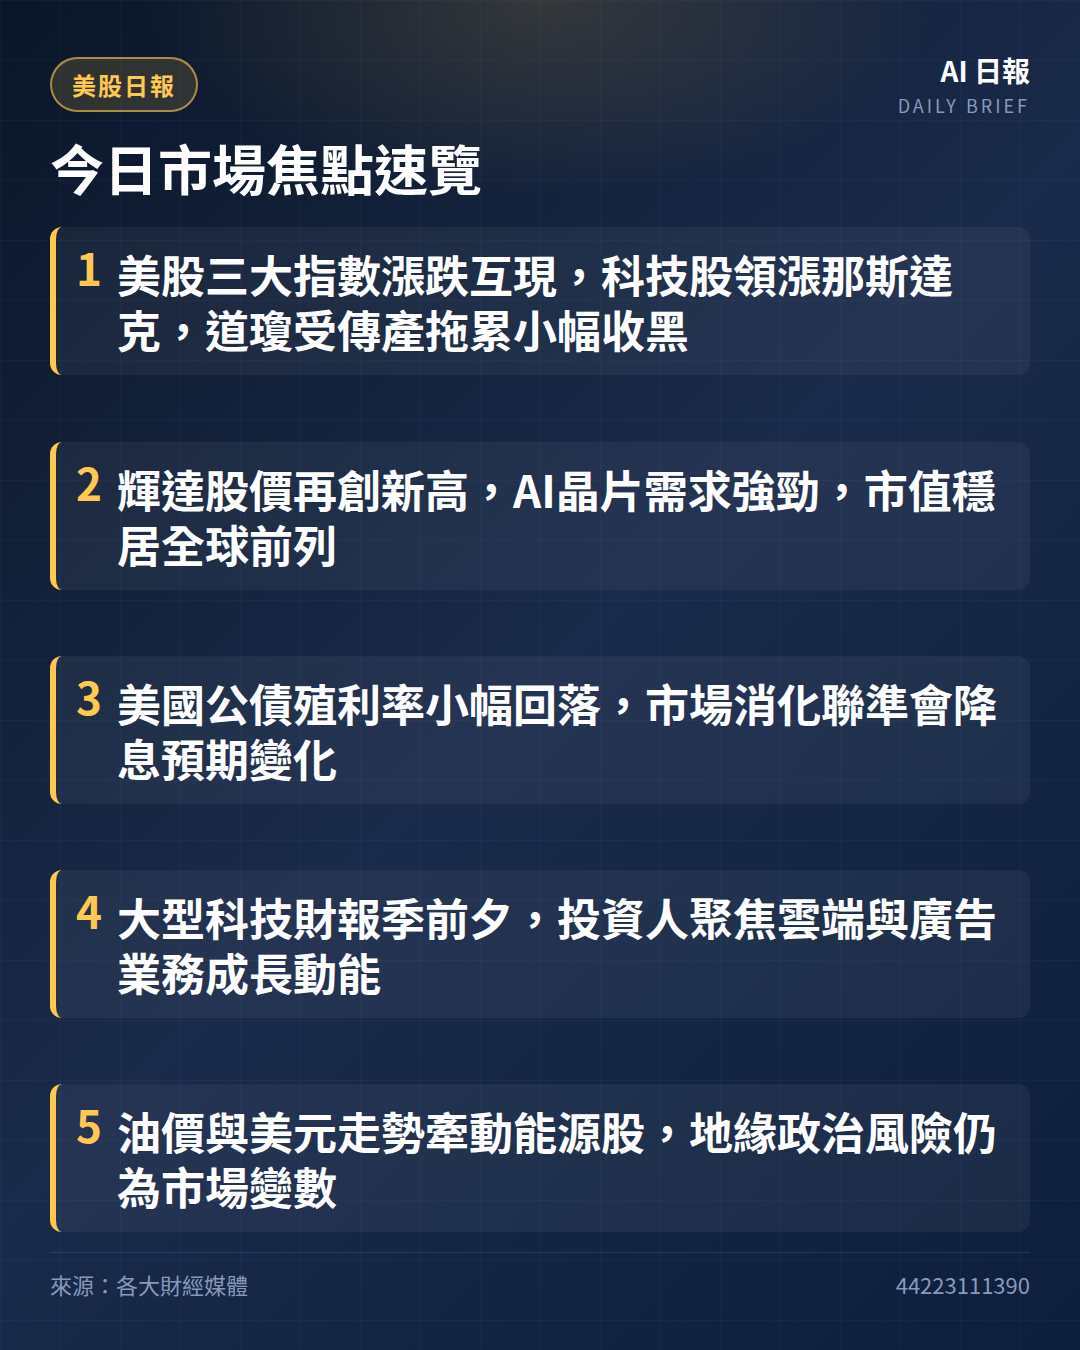 美股日報
AI 日報
DAILY BRIEF
今日市場焦點速覽
1 美股三大指數漲跌互現，科技股領漲那斯達
克，道瓊受傳產拖累小幅收黑
2 輝達股價再創新高，AI晶片需求強勁，市值穩
居全球前列
3 美國公債殖利率小幅回落，市場消化聯準會降
息預期變化
4 大型科技財報季前夕，投資人聚焦雲端與廣告
業務成長動能
5 油價與美元走勢牽動能源股，地緣政治風險仍
為市場變數
來源：各大財經媒體
44223111390